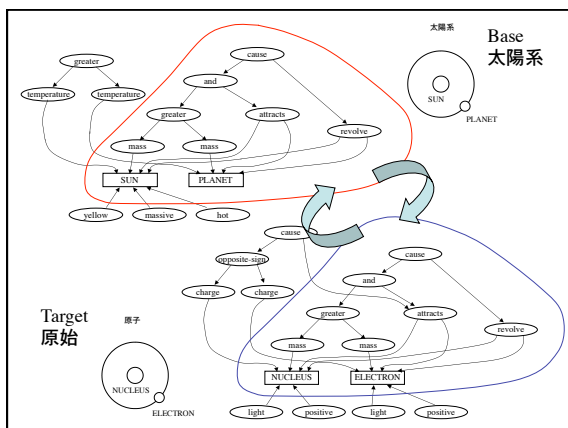 太陽系
Base
太陽系
SUN
PLANET
greater
temperature
temperature
cause
and
greater
attracts
mass
mass
revolve
SUN
PLANET
yellow
massive
hot
cause
opposite-sign
charge
charge
cause
and
greater
attracts
mass
mass
revolve
NUCLEUS
ELECTRON
light
positive
light
positive
Target
原始
原子
NUCLEUS
ELECTRON